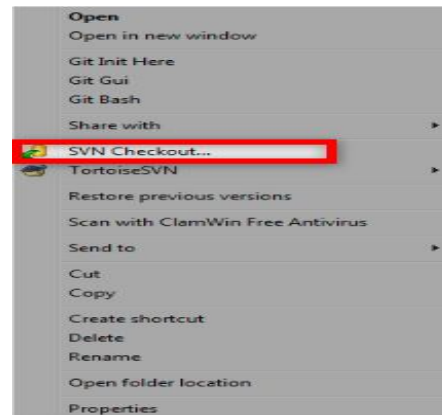 Open
Open in new window
Git Init Here
Git Gui
Git Bash
Share with
SVN Checkout...
TortoiseSVN
Restore previous versions
Scan with ClamWin Free Antivirus
Send to
Cut
Copy
Create shortcut
Delete
Rename
Open folder location
Properties